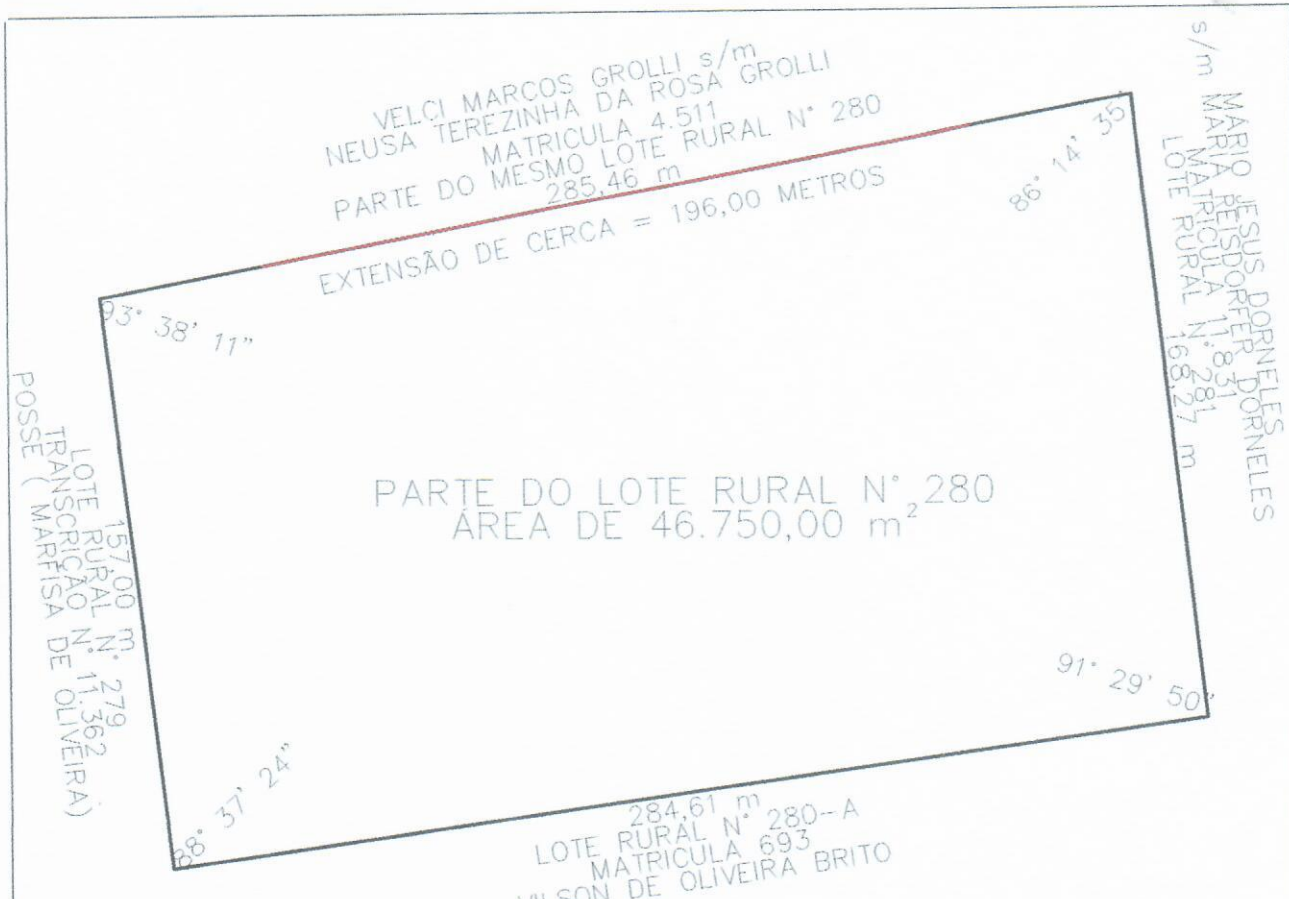 VELCI MARCOS GROLLI s/m
NEUSA TEREZINHA DA ROSA GROLLI
MATRICULA 4.511
PARTE DO MESMO LOTE RURAL N° 280
285,46 m
EXTENSÃO DE CERCA = 196,00 METROS
86° 14' 35"
MARIO JESUS DORNELES
s/m MARIA REISDORFER DORNELES
MATRICULA 11.831
LOTE RURAL N° 281
168,27 m
93° 38' 11"
PARTE DO LOTE RURAL N° 280
ÁREA DE 46.750,00 m²
157,00 m
LOTE RURAL N° 279
TRANSCRIÇÃO N° 11.362
POSSE ( MARFISA DE OLIVEIRA)
91° 29' 50"
88° 37' 24"
284,61 m
LOTE RURAL N° 280-A
MATRICULA 693
DE OLIVEIRA BRITO